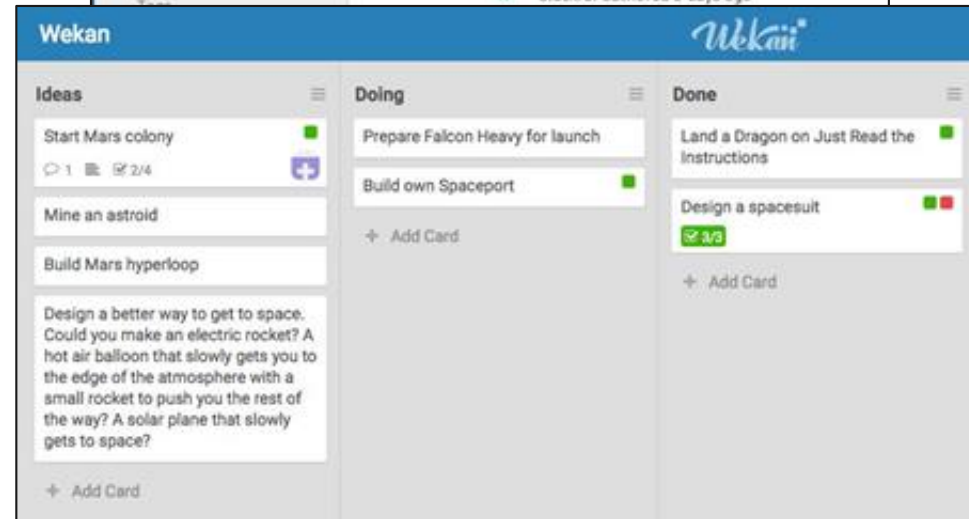 Wekan
Wekan
Ideas
Start Mars colony
1 2/4
Mine an astroid
Build Mars hyperloop
Design a better way to get to space.
Could you make an electric rocket? A
hot air balloon that slowly gets you to
the edge of the atmosphere with a
small rocket to push you the rest of
the way? A solar plane that slowly
gets to space?
+ Add Card
Doing
Prepare Falcon Heavy for launch
Build own Spaceport
+ Add Card
Done
Land a Dragon on Just Read the
Instructions
Design a spacesuit
3/3
+ Add Card